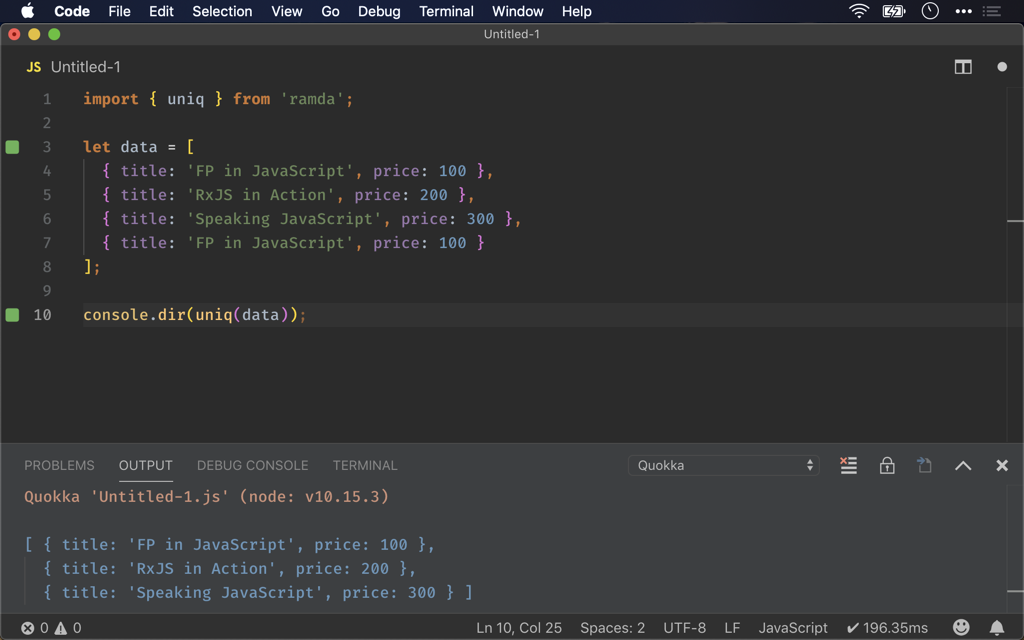 Code File Edit Selection View Go Debug Terminal Window Help
Untitled-1
JS Untitled-1
1 import { uniq } from 'ramda';
2
3 let data = [
4 { title: 'FP in JavaScript', price: 100 },
5 { title: 'RxJS in Action', price: 200 },
6 { title: 'Speaking JavaScript', price: 300 },
7 { title: 'FP in JavaScript', price: 100 }
8 ];
9
10 console.dir(uniq(data));
PROBLEMS OUTPUT DEBUG CONSOLE TERMINAL Quokka
Quokka 'Untitled-1.js' (node: v10.15.3)
[ { title: 'FP in JavaScript', price: 100 },
{ title: 'RxJS in Action', price: 200 },
{ title: 'Speaking JavaScript', price: 300 } ]
0 0 Ln 10, Col 25 Spaces: 2 UTF-8 LF JavaScript ✔ 196.35ms